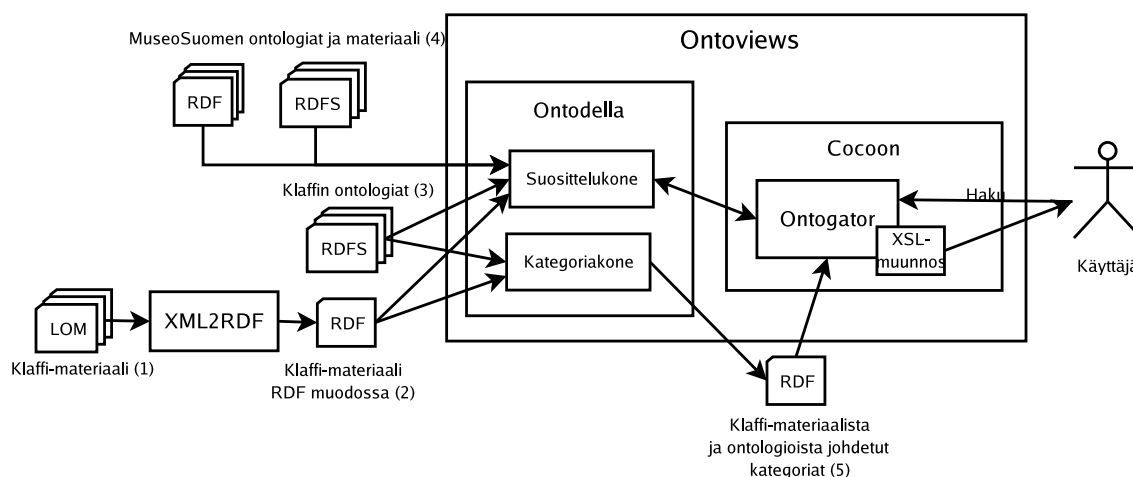 MuseoSuomen ontologiat ja materiaali (4)
RDF
RDFS
Ontoviews
Ontodella
Cocoon
Suosittelukone
Klaffin ontologiat (3)
RDFS
Kategoriakone
Ontogator
XSL-
muunnos
Haku
Käyttäjä
LOM
XML2RDF
RDF
Klaffi-materiaali (1)
Klaffi-materiaali
RDF muodossa (2)
RDF
Klaffi-materiaalista
ja ontologioista johdetut
kategoriat (5)